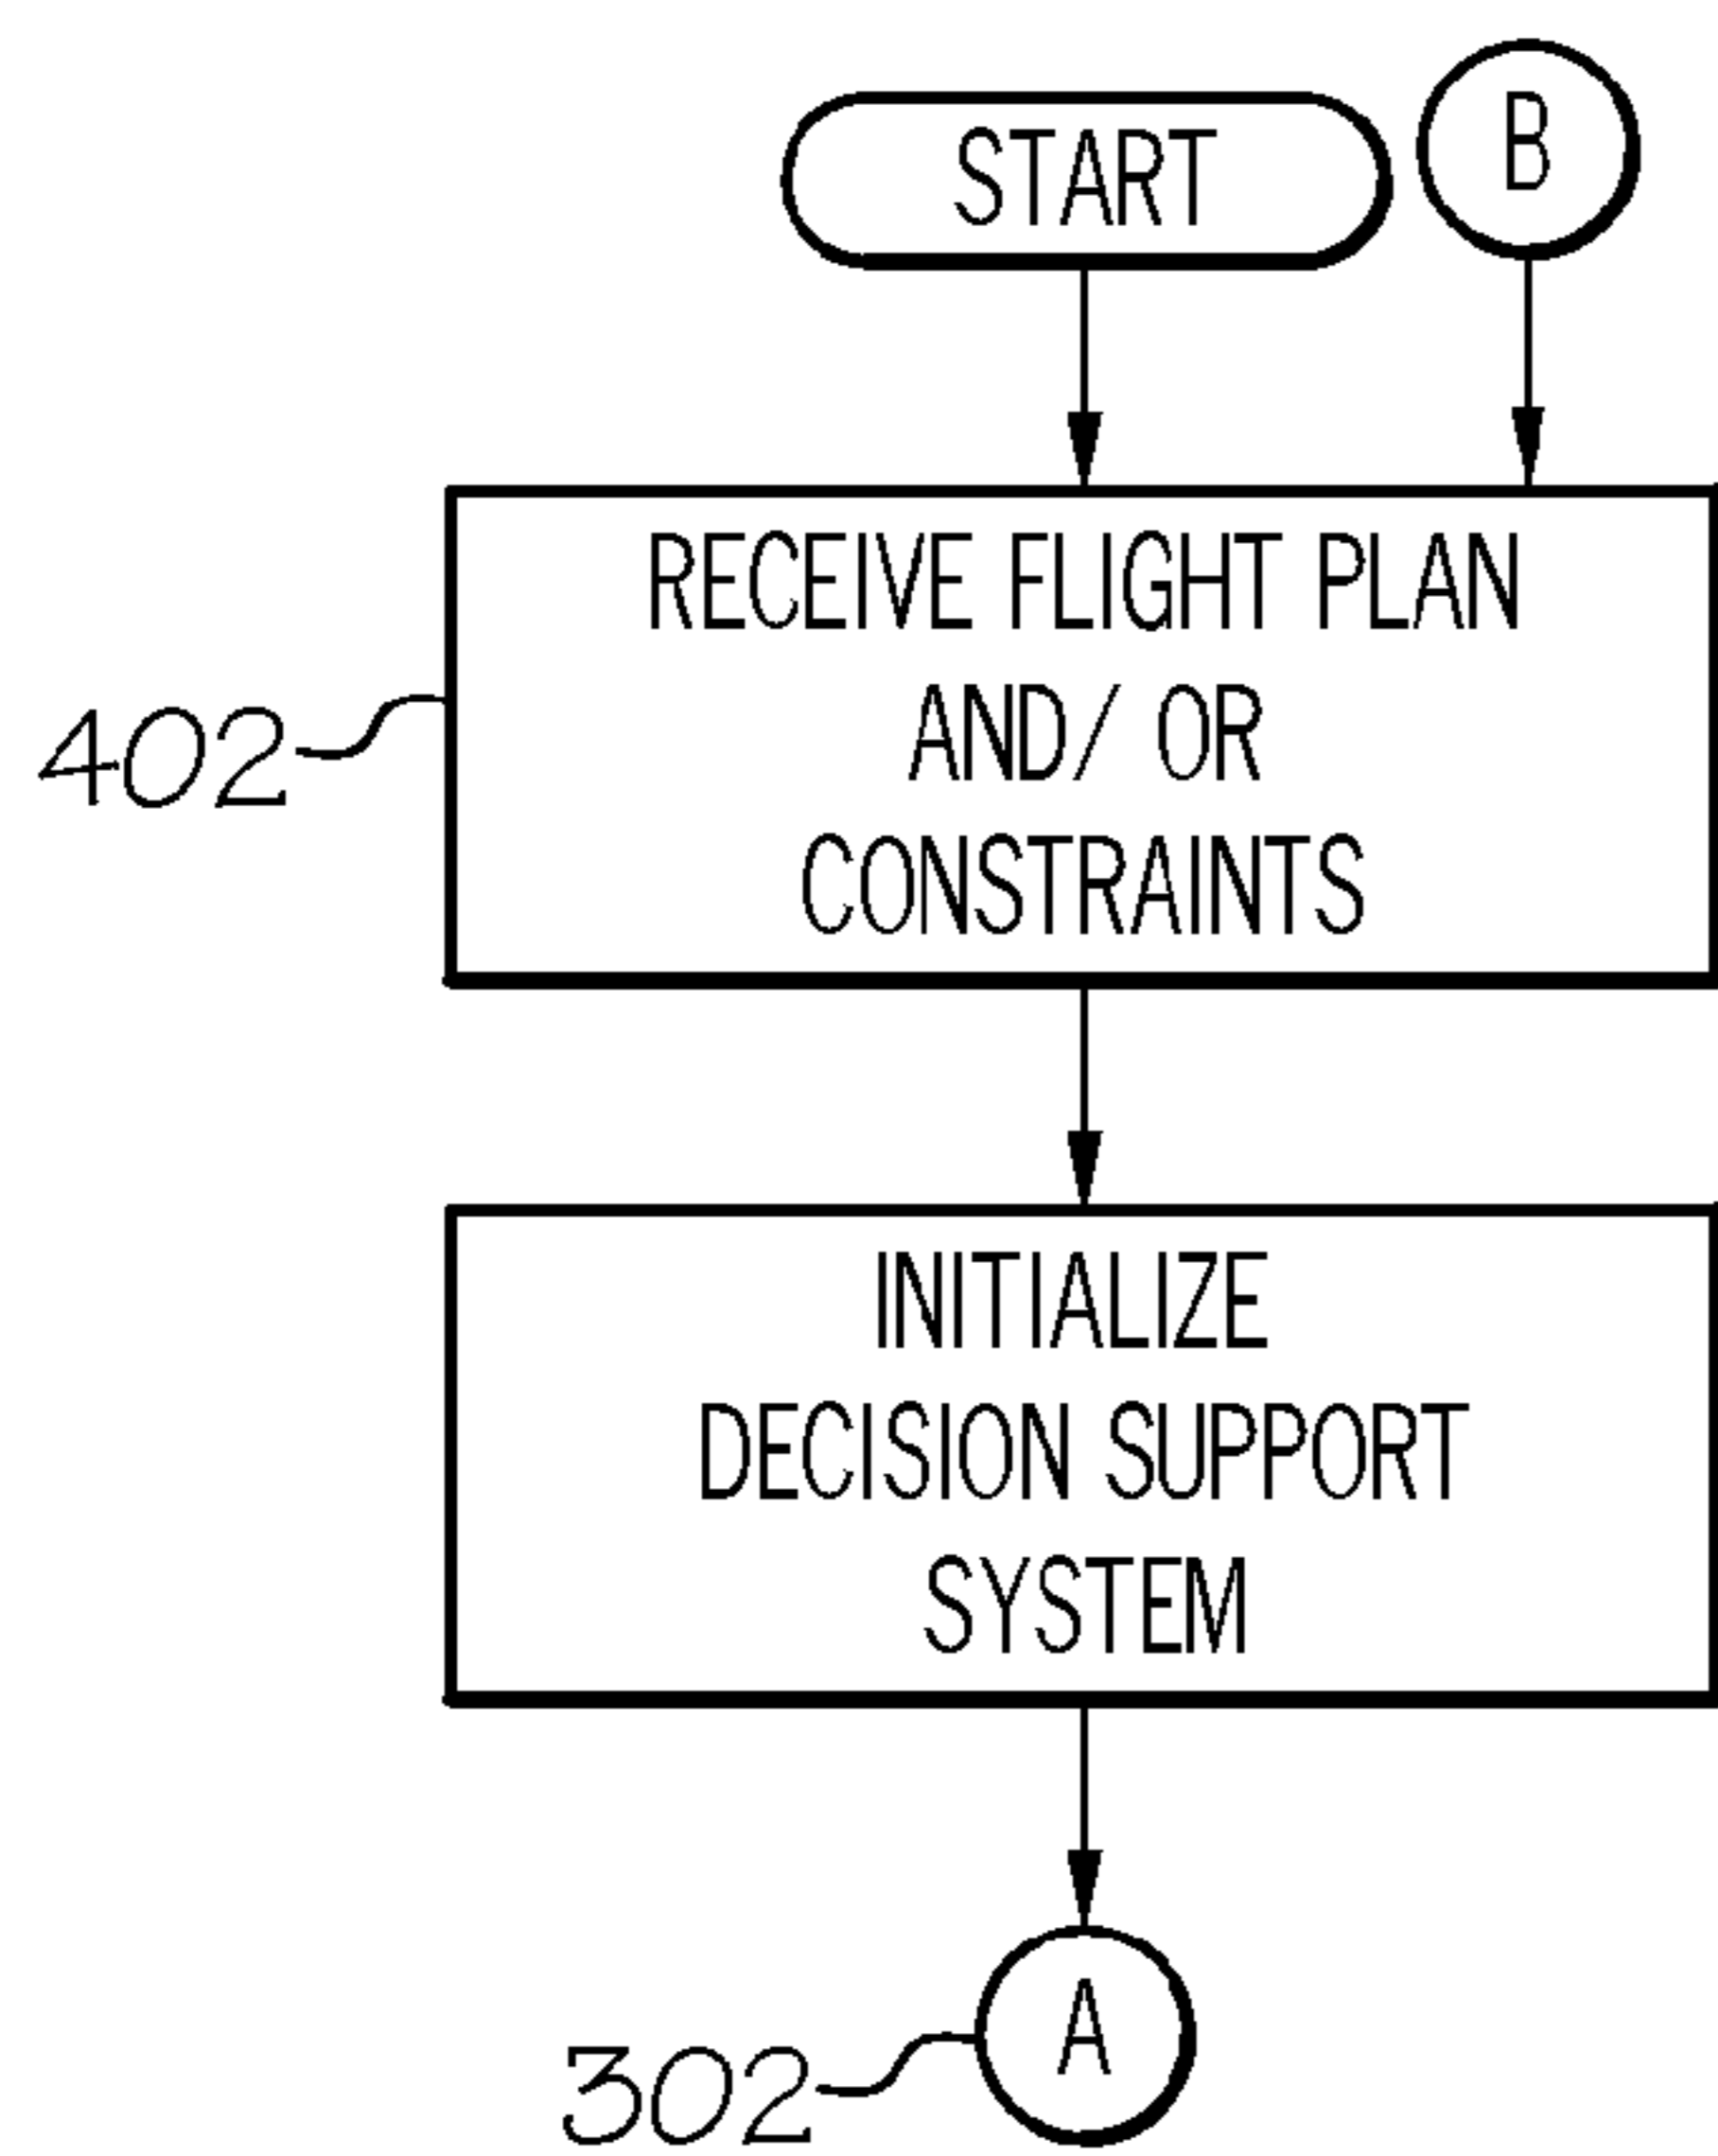 START
B
RECEIVE FLIGHT PLAN
AND/ OR
CONSTRAINTS
402
INITIALIZE
DECISION SUPPORT
SYSTEM
A
302